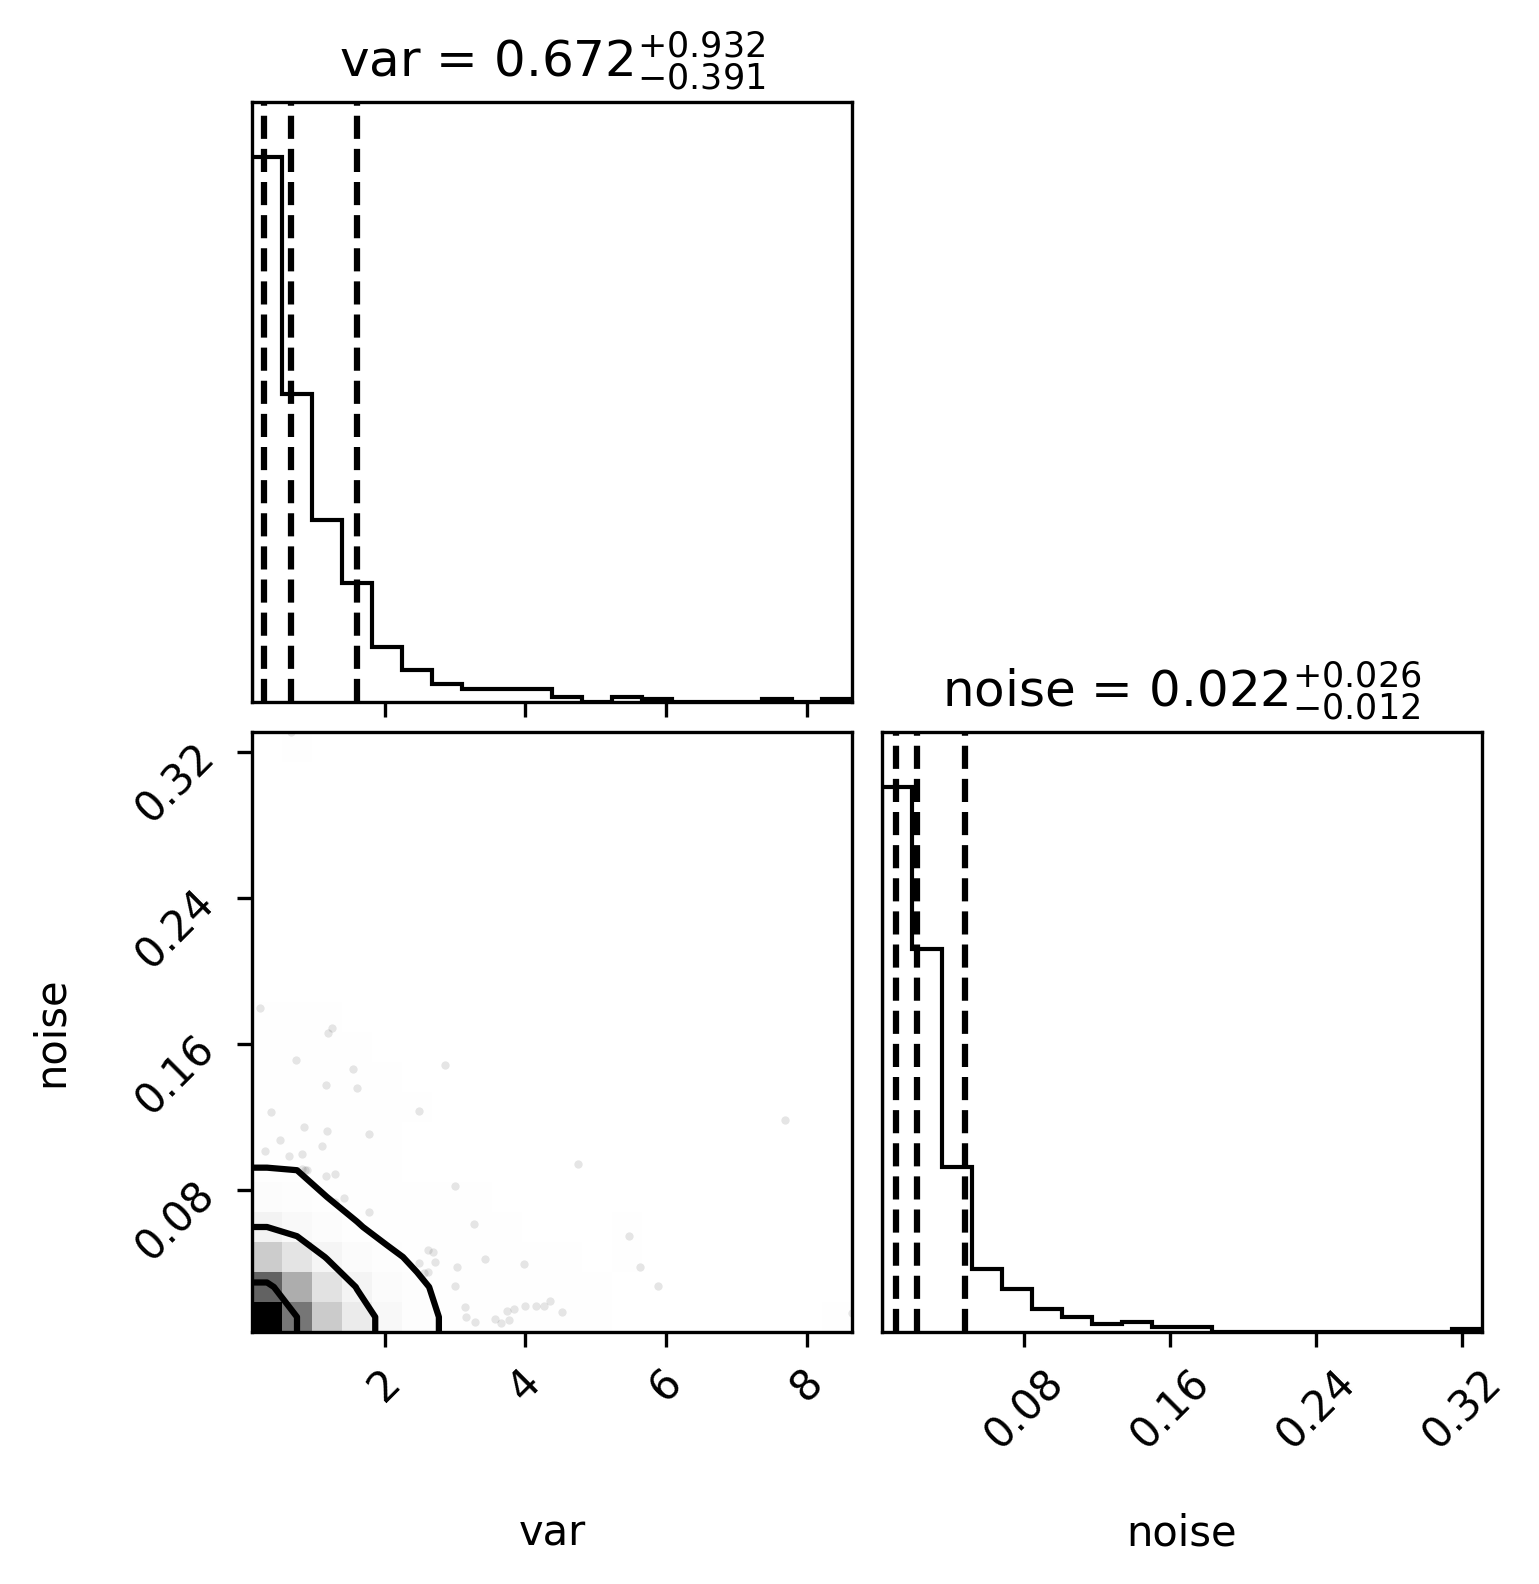 var = 0.672 +0.932 −0.391
noise = 0.022 +0.026 −0.012
0.32
0.24
0.16
0.08
noise
2 4 6 8
0.08 0.16 0.24 0.32
var
noise